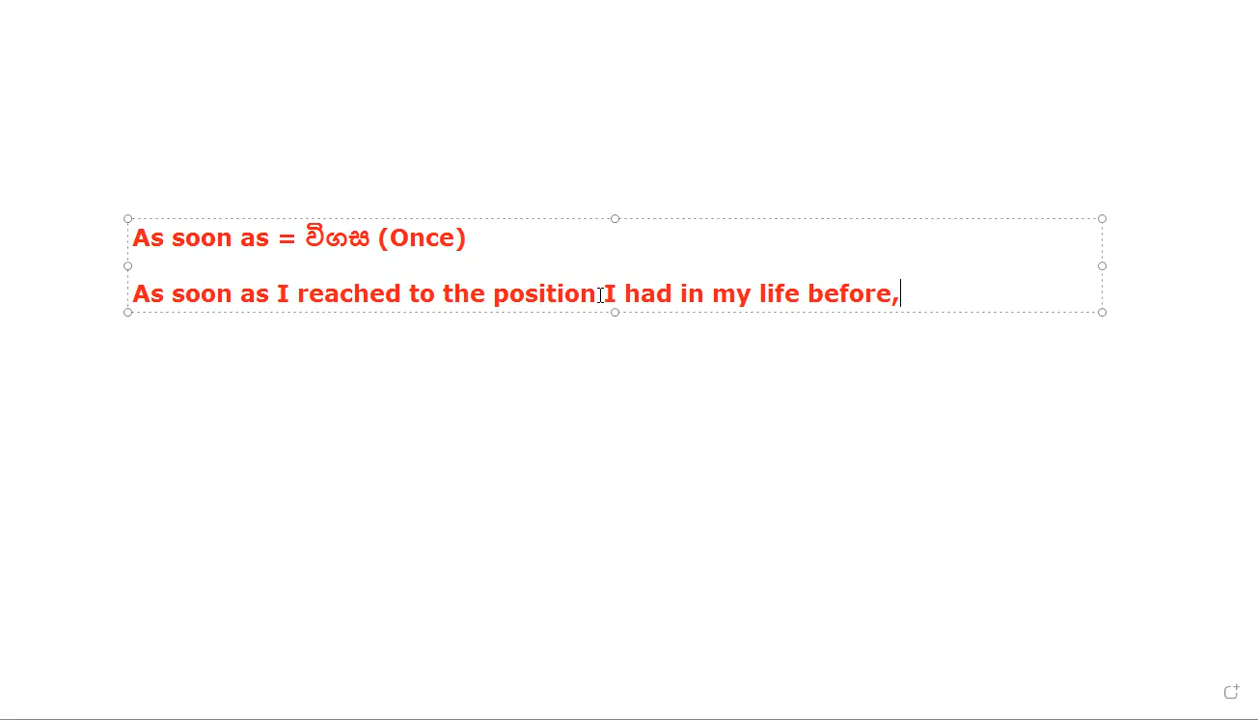 As soon as = විගස (Once)
As soon as I reached to the position I had in my life before,